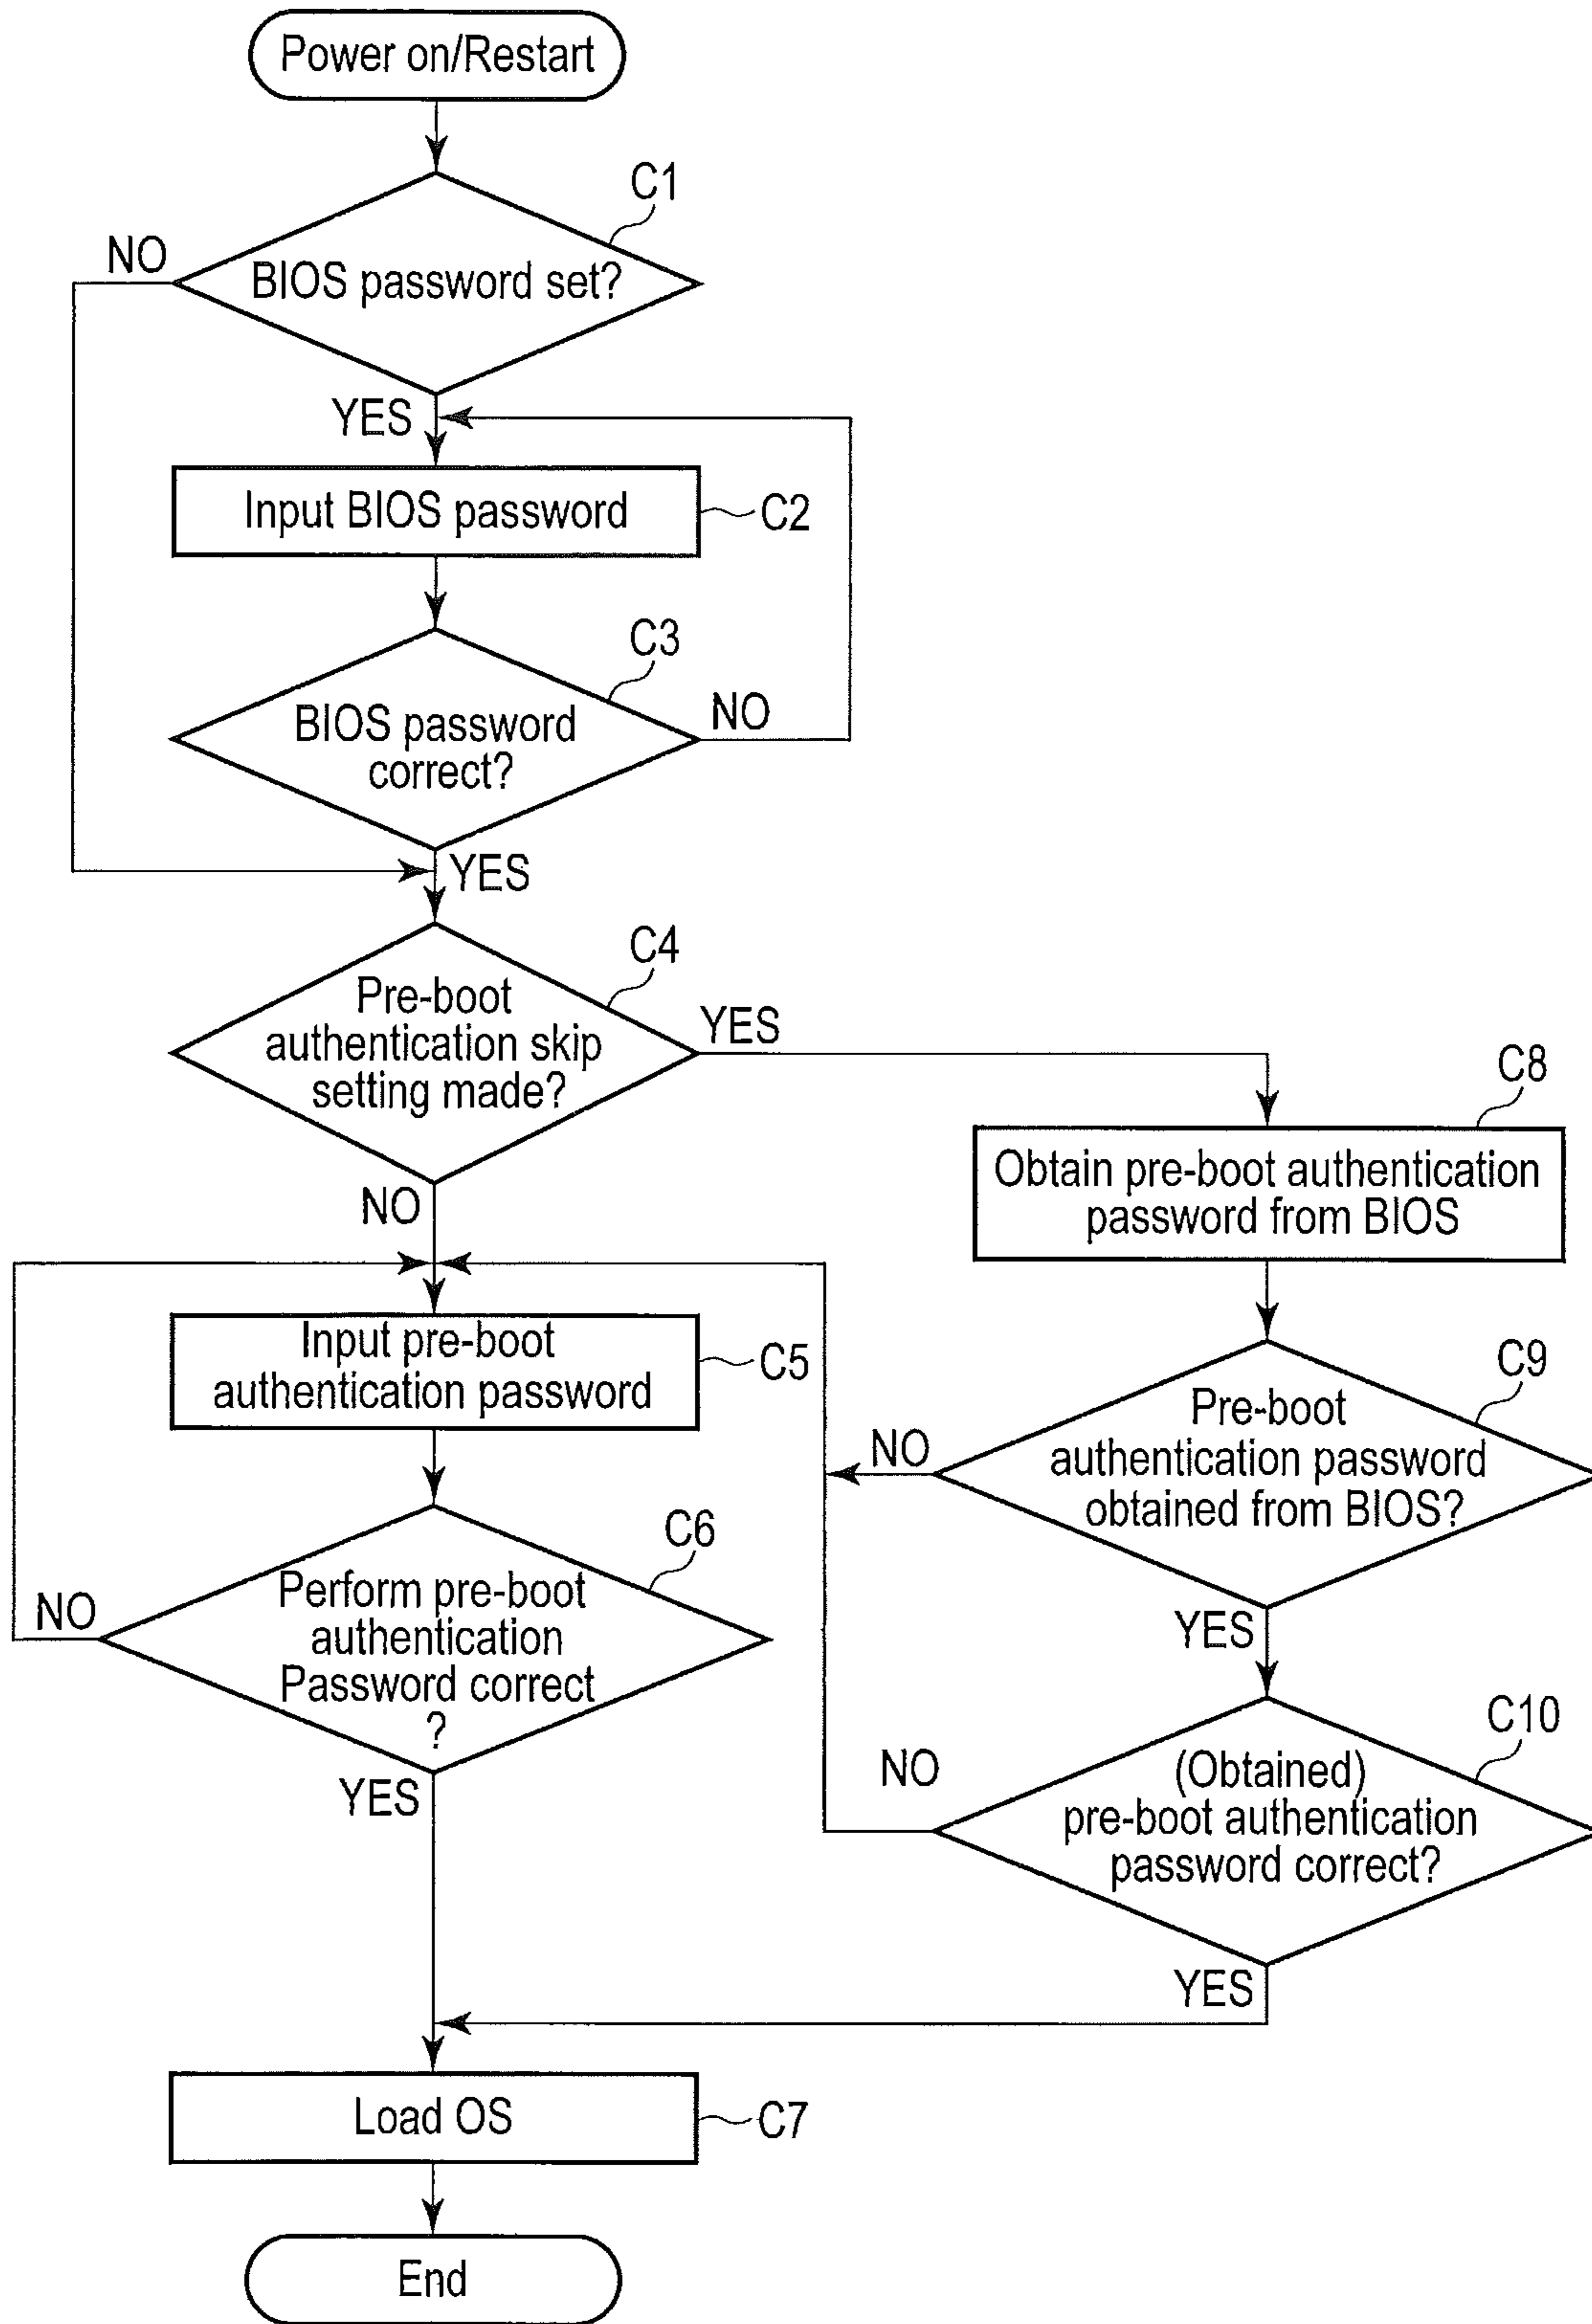 Power on/Restart
C1
NO
BIOS password set?
YES
Input BIOS password
C2
C3
BIOS password
correct?
NO
YES
C4
Pre-boot
authentication skip
setting made?
YES
NO
C8
Obtain pre-boot authentication
password from BIOS
Input pre-boot
authentication password
C5
C9
Pre-boot
authentication password
obtained from BIOS?
NO
YES
C6
Perform pre-boot
authentication
Password correct
?
NO
YES
C10
(Obtained)
pre-boot authentication
password correct?
NO
YES
Load OS
C7
End